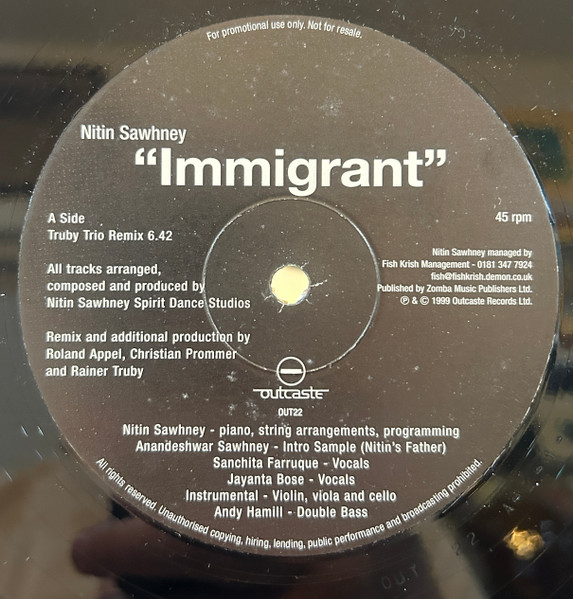 For promotional use only. Not for resale.
Nitin Sawhney
“Immigrant”
A Side
Truby Trio Remix 6.42
45 rpm
All tracks arranged,
composed and produced by
Nitin Sawhney Spirit Dance Studios
Nitin Sawhney managed by
Fish Krish Management - 0181 347 7924
fish@fishkrish.demon.co.uk
Published by Zomba Music Publishers Ltd.
℗ & © 1999 Outcaste Records Ltd.
Remix and additional production by
Roland Appel, Christian Prommer
and Rainer Truby
outcaste
OUT22
Nitin Sawhney - piano, string arrangements, programming
Anandeshwar Sawhney - Intro Sample (Nitin's Father)
Sanchita Farruque - Vocals
Jayanta Bose - Vocals
Instrumental - Violin, viola and cello
Andy Hamill - Double Bass
All rights reserved. Unauthorised copying, hiring, lending, public performance and broadcasting prohibited.